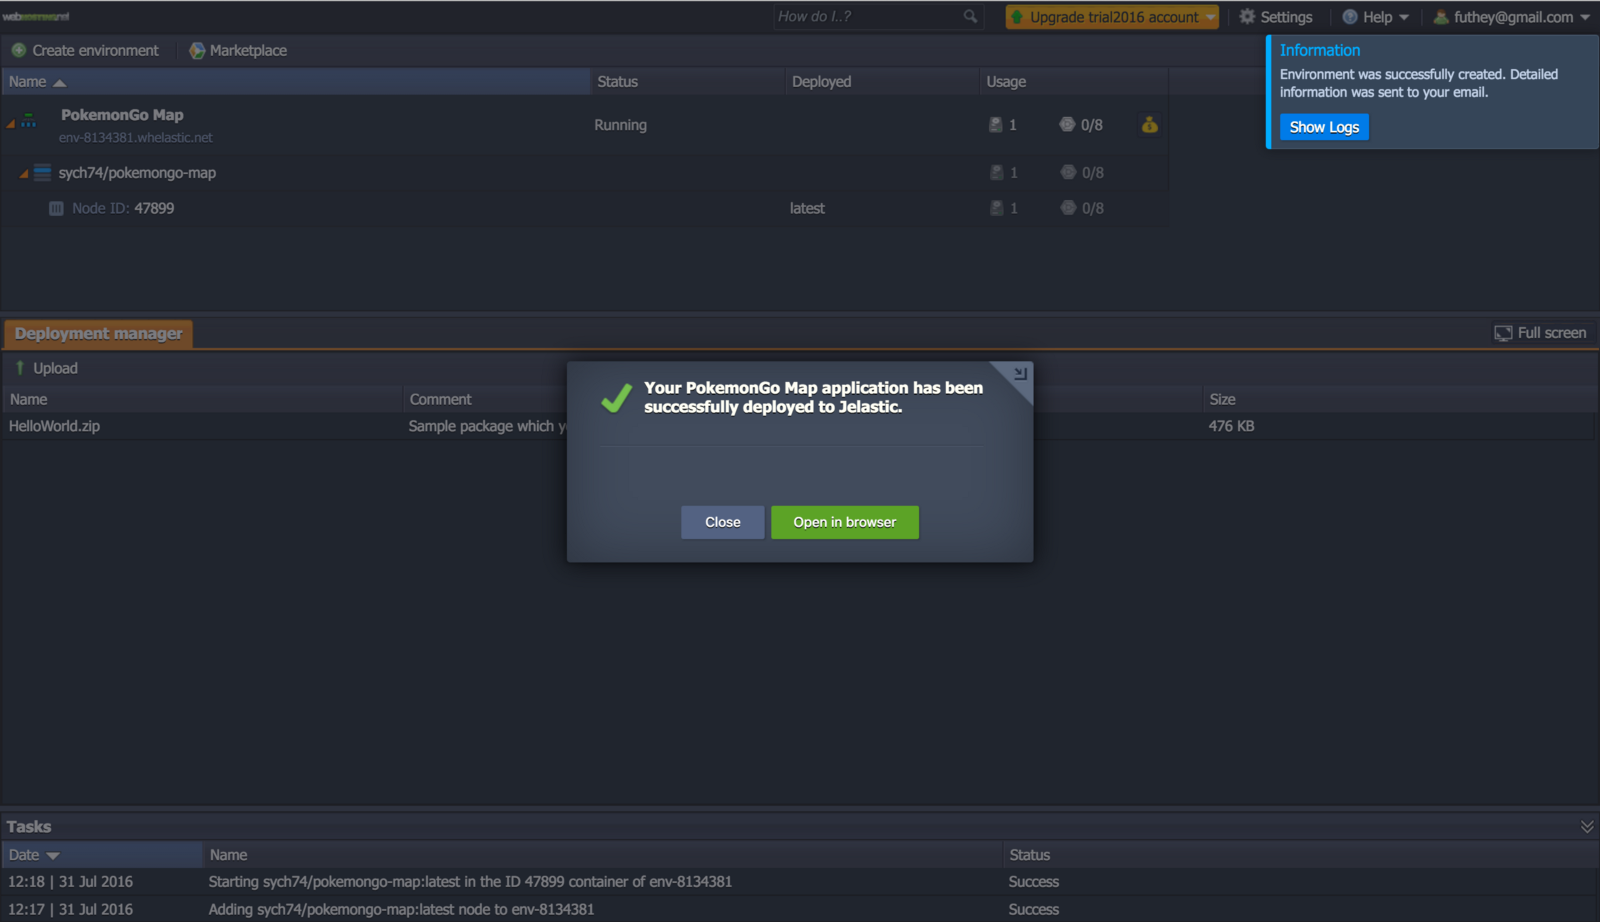 How do I..?
Upgrade trial2016 account
Settings
Help
futhey@gmail.com
Create environment
Marketplace
Information
Environment was successfully created. Detailed
information was sent to your email.
Show Logs
Name Status Deployed Usage
PokemonGo Map
env-8134381.whelastic.net
Running 1 0/8
sych74/pokemongo-map 1 0/8
Node ID: 47899 latest 1 0/8
Deployment manager
Full screen
Upload
Name Comment Size
HelloWorld.zip Sample package which y 476 KB
Your PokemonGo Map application has been
successfully deployed to Jelastic.
Close
Open in browser
Tasks
Date Name Status
12:18 | 31 Jul 2016 Starting sych74/pokemongo-map:latest in the ID 47899 container of env-8134381 Success
12:17 | 31 Jul 2016 Adding sych74/pokemongo-map:latest node to env-8134381 Success